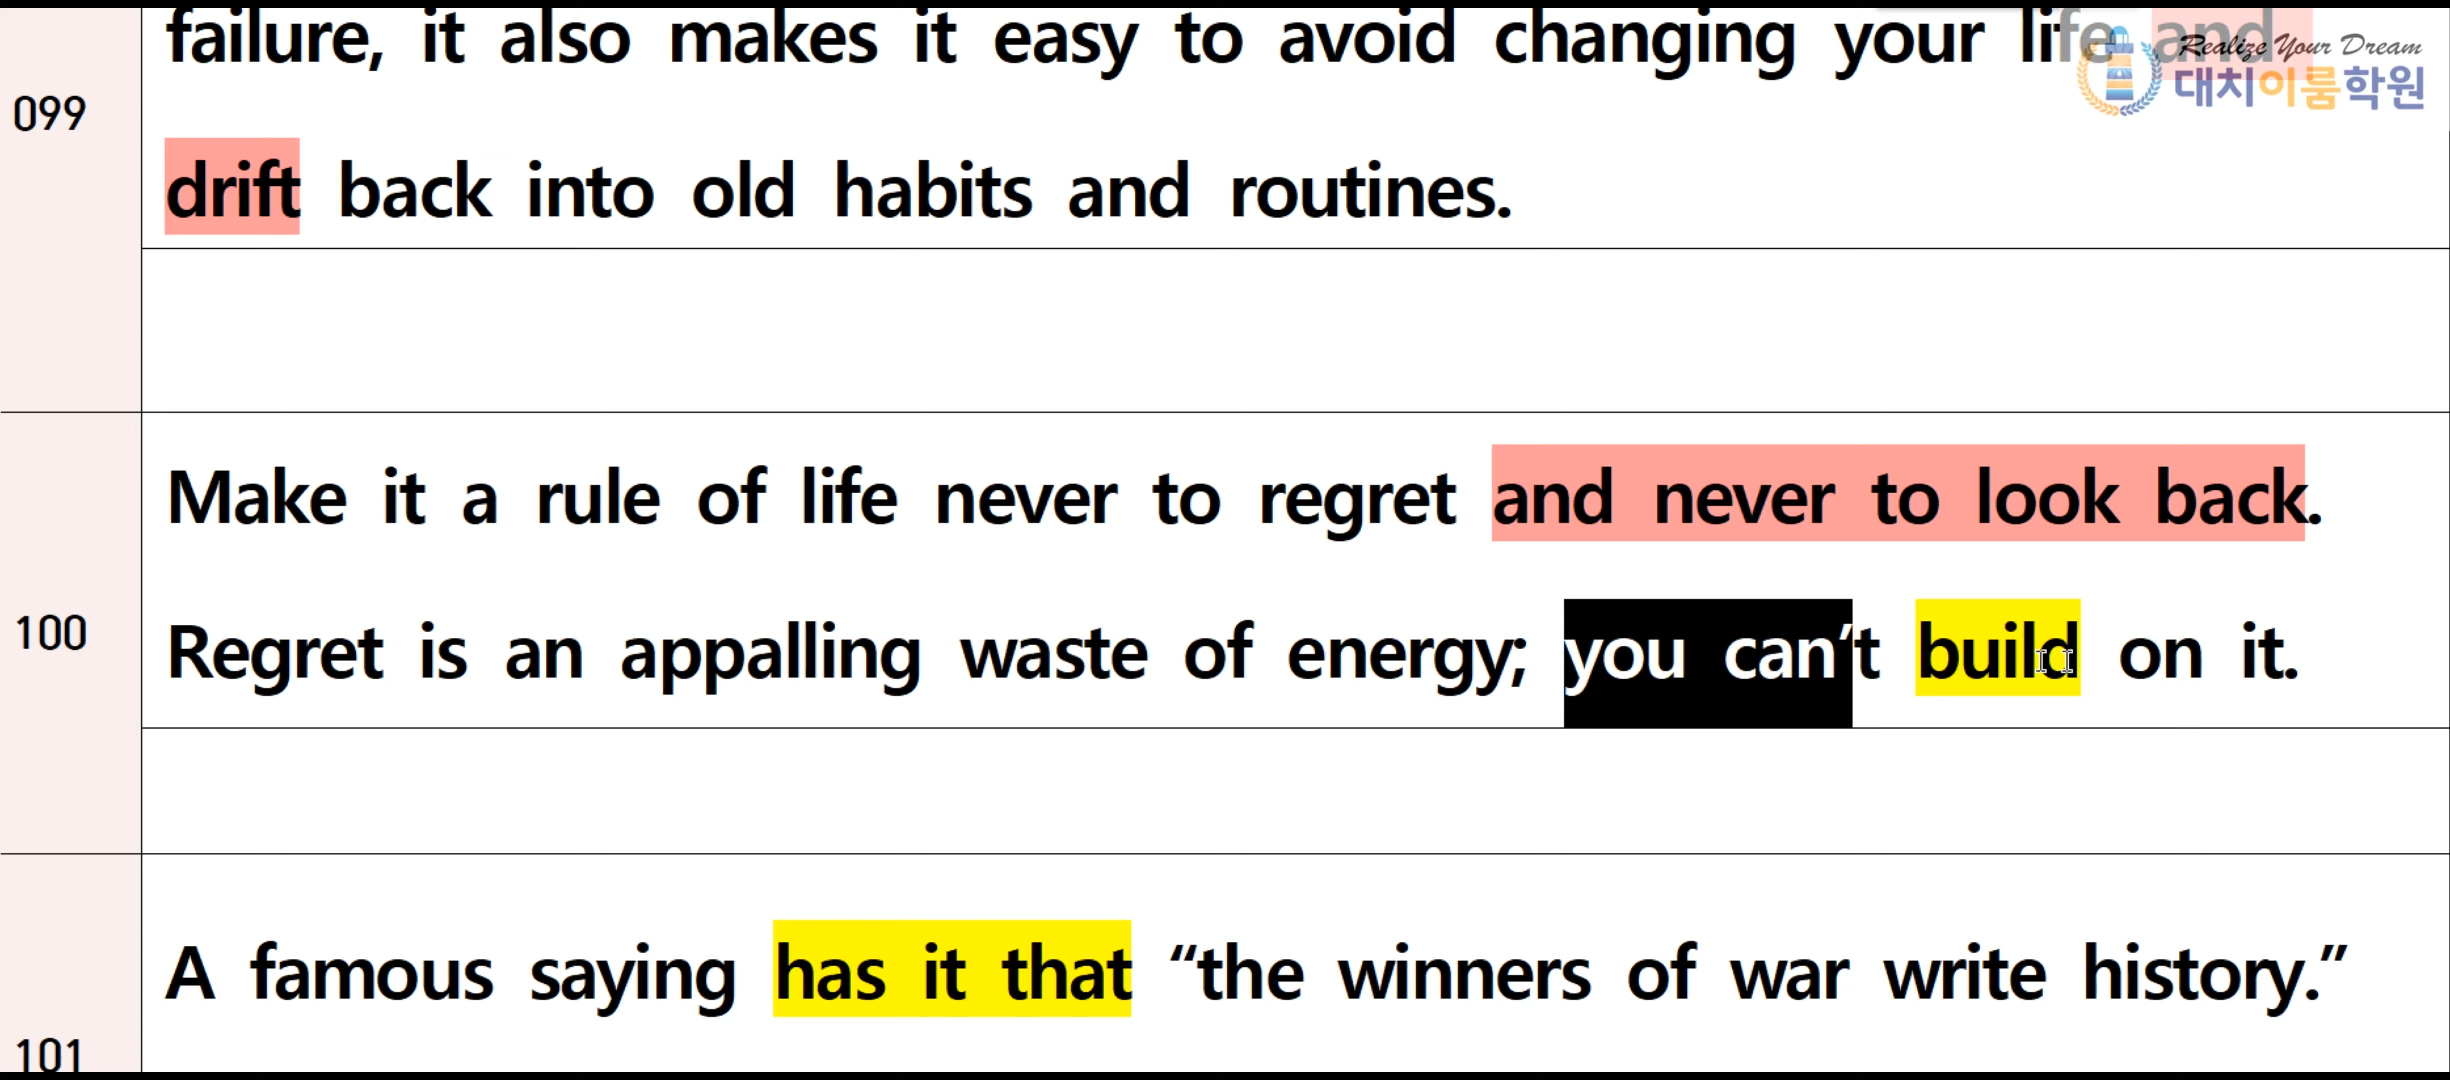 failure, it also makes it easy to avoid changing your life and
Realize Your Dream
대치이룸학원
099
drift back into old habits and routines.
Make it a rule of life never to regret and never to look back.
100
Regret is an appalling waste of energy; you can't build on it.
A famous saying has it that “the winners of war write history.”
101